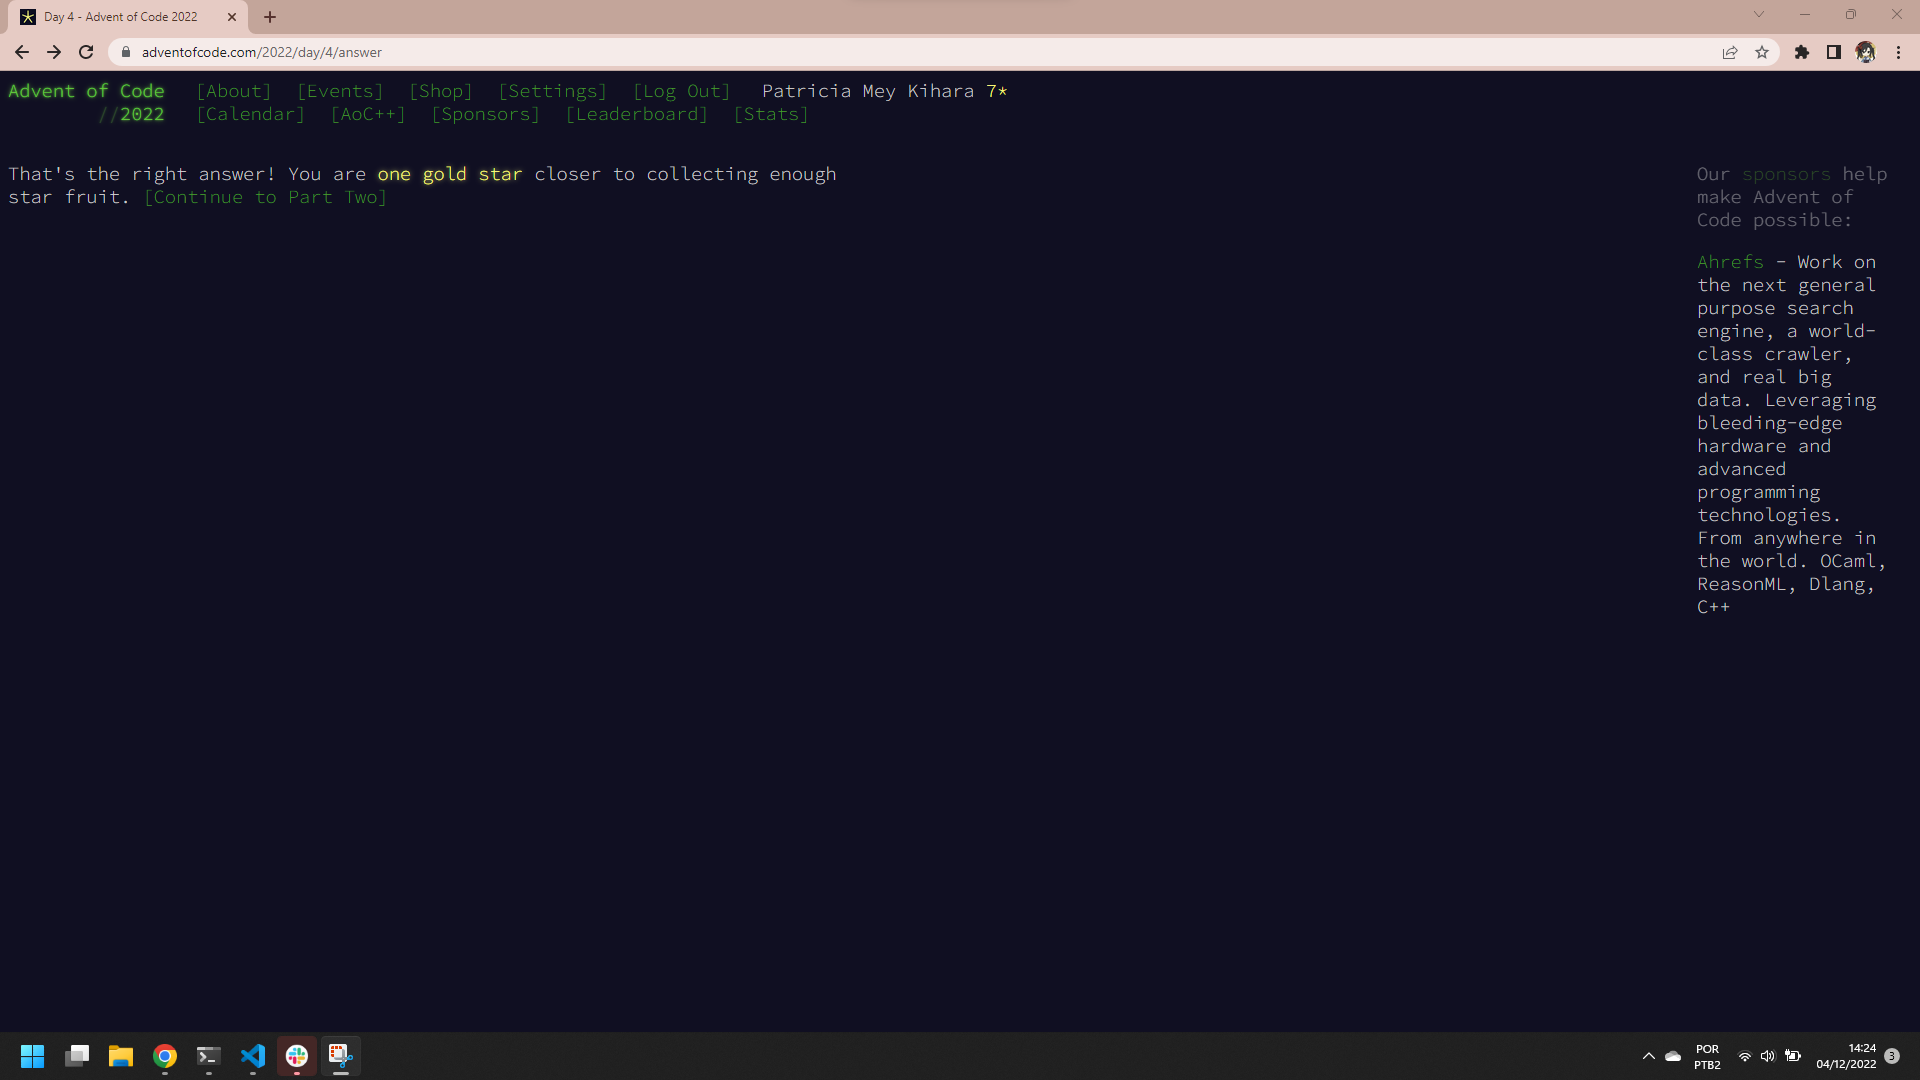 Day 4 - Advent of Code 2022
adventofcode.com/2022/day/4/answer
Advent of Code [About] [Events] [Shop] [Settings] [Log Out] Patricia Mey Kihara 7*
//2022 [Calendar] [AoC++] [Sponsors] [Leaderboard] [Stats]
That's the right answer! You are one gold star closer to collecting enough
star fruit. [Continue to Part Two]
Our sponsors help
make Advent of
Code possible:
Ahrefs - Work on
the next general
purpose search
engine, a world-
class crawler,
and real big
data. Leveraging
bleeding-edge
hardware and
advanced
programming
technologies.
From anywhere in
the world. OCaml,
ReasonML, Dlang,
C++
POR
PTB2
14:24
04/12/2022
3